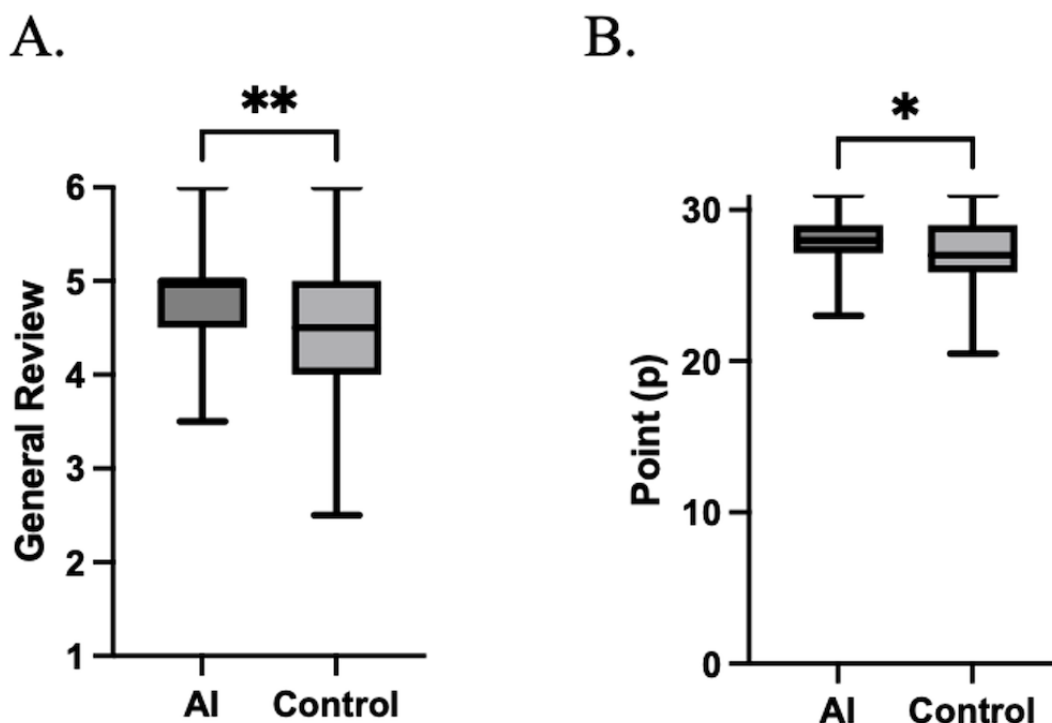 A.
B.
**
*
General Review
6
5
4
3
2
1
AI Control
Point (p)
30
20
10
0
AI Control